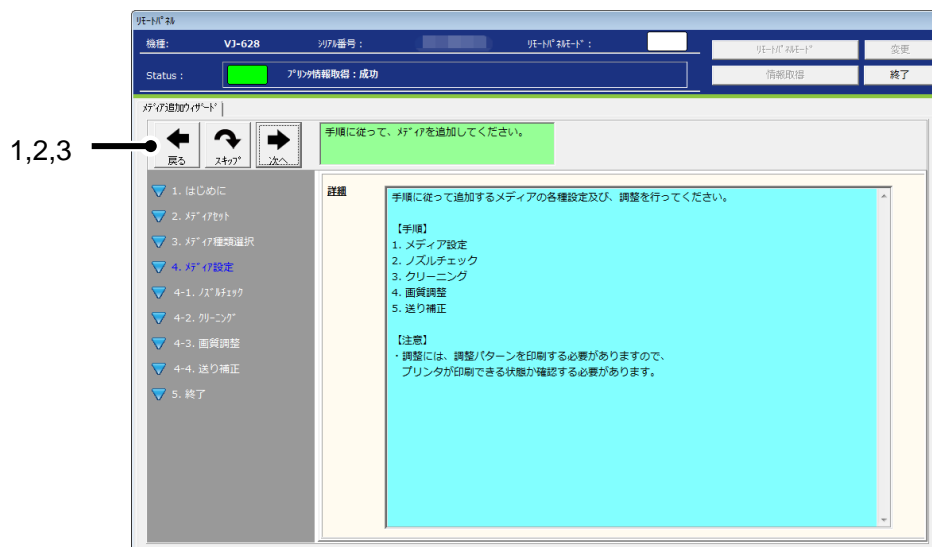 ﾘﾓｰﾄﾊﾟﾈﾙ
機種: VJ-628 ｼﾘｱﾙ番号： ﾘﾓｰﾄﾊﾟﾈﾙﾓｰﾄﾞ： ﾘﾓｰﾄﾊﾟﾈﾙﾓｰﾄﾞ 変更
Status： ﾌﾟﾘﾝﾀ情報取得：成功 情報取得 終了
ﾒﾃﾞｨｱ追加ｳｨｻﾞｰﾄﾞ
1,2,3
戻る ｽｷｯﾌﾟ 次へ
手順に従って、ﾒﾃﾞｨｱを追加してください。
1. はじめに
2. ﾒﾃﾞｨｱｾｯﾄ
3. ﾒﾃﾞｨｱ種類選択
4. ﾒﾃﾞｨｱ設定
4-1. ﾉｽﾞﾙﾁｪｯｸ
4-2. ｸﾘｰﾆﾝｸﾞ
4-3. 画質調整
4-4. 送り補正
5. 終了
詳細
手順に従って追加するメディアの各種設定及び、調整を行ってください。
【手順】
1. メディア設定
2. ノズルチェック
3. クリーニング
4. 画質調整
5. 送り補正
【注意】
・調整には、調整パターンを印刷する必要がありますので、
プリンタが印刷できる状態か確認する必要があります。